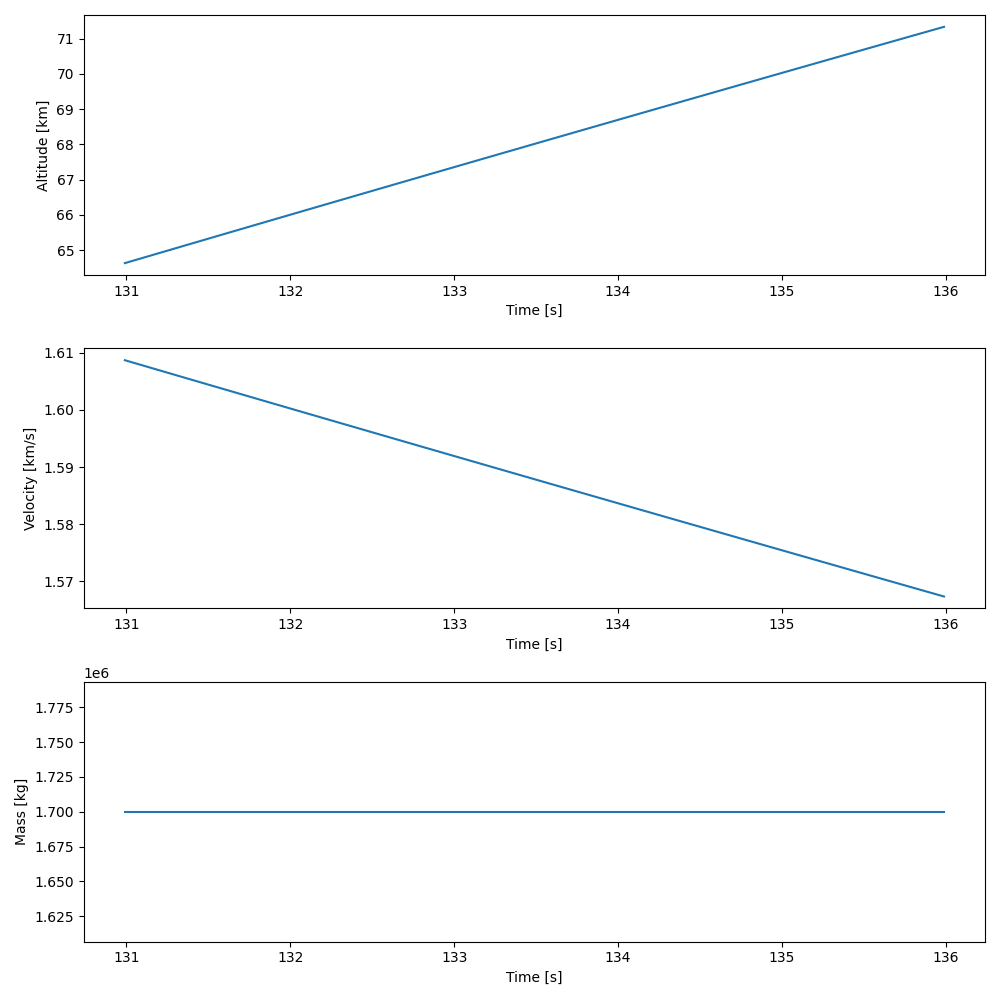 71
70
69
68
67
66
65
Altitude [km]
131 132 133 134 135 136
Time [s]
1.61
1.60
1.59
1.58
1.57
Velocity [km/s]
131 132 133 134 135 136
Time [s]
1e6
1.775
1.750
1.725
1.700
1.675
1.650
1.625
Mass [kg]
131 132 133 134 135 136
Time [s]